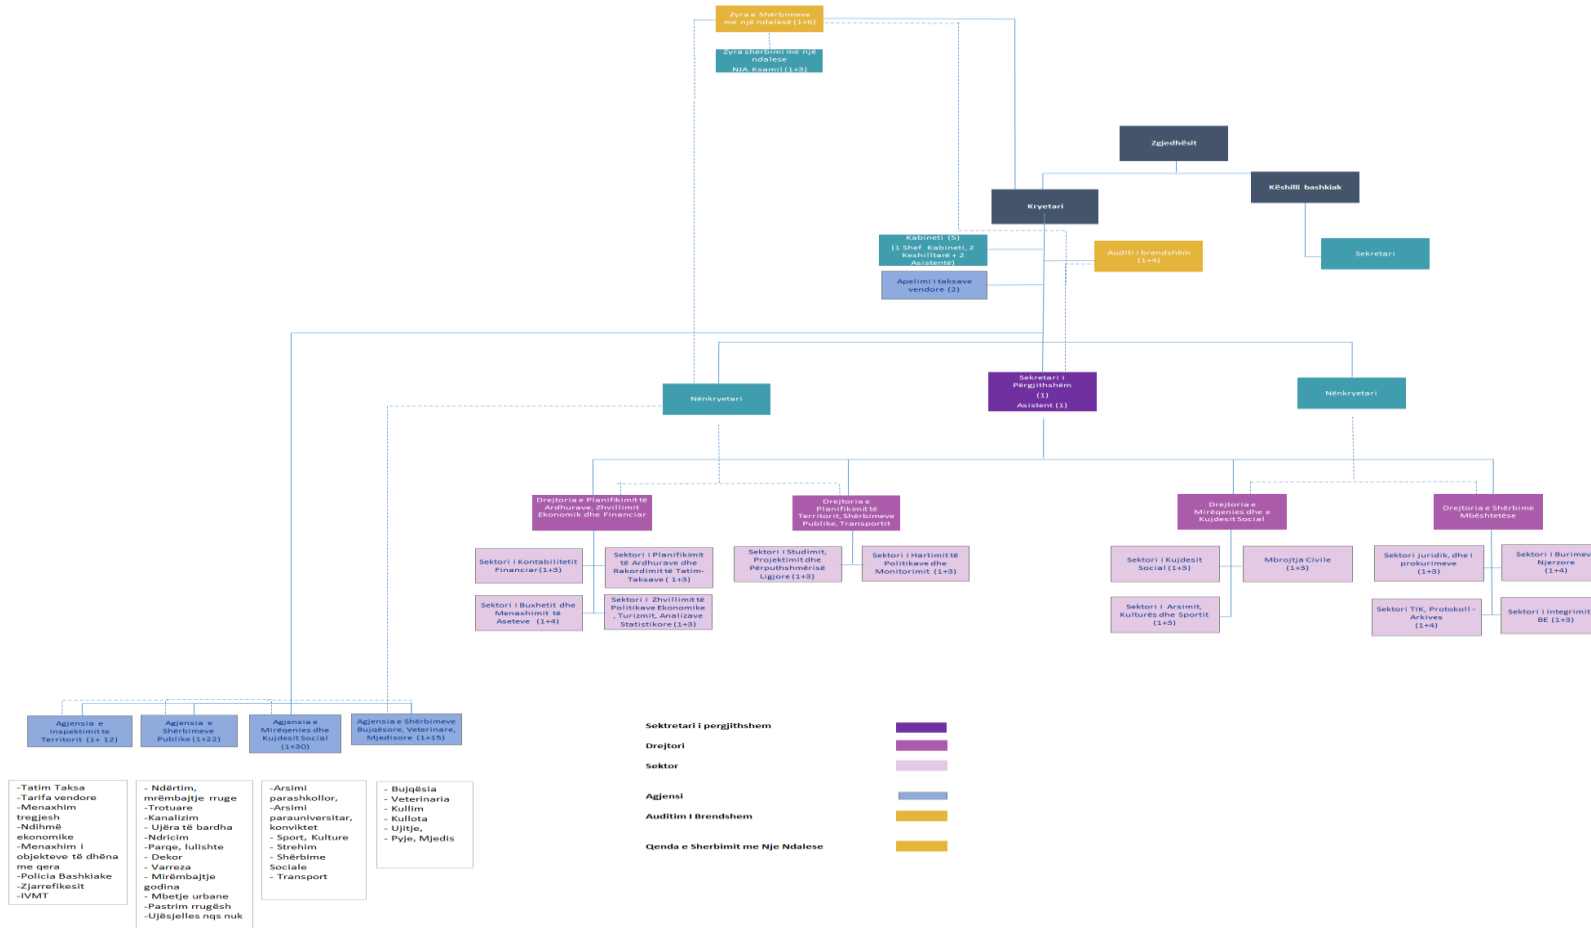 Zyra e Shërbimeve
me një ndalesë (1+6)
Zyra shërbimi me një
ndalese
NJA Ksamil (1+3)
Zgjedhësit
Kryetari
Këshilli bashkiak
Kabineti (5)
(1 Shef Kabineti, 2
Keshilltarë + 2
Asistentë)
Auditi i brendshëm
(1+4)
Sekretari
Apelimi i taksave
vendore (2)
Nënkryetari
Sekretari i
Përgjithshëm
(1)
Asistent (1)
Nënkryetari
Drejtoria e Planifikimit të
Ardhurave, Zhvillimit
Ekonomik dhe Financiar
Drejtoria e
Planifikimit të
Territorit, Shërbimeve
Publike, Transportit
Drejtoria e
Mirëqenies dhe e
Kujdesit Social
Drejtoria e Shërbime
Mbështetëse
Sektori i Kontabilitetit
Financiar(1+3)
Sektori i Planifikimit
të Ardhurave dhe
Rakordimit të Tatim-
Taksave ( 1+3)
Sektori i Studimit,
Projektimit dhe
Përputhshmërisë
Ligjore (1+3)
Sektori i Hartimit të
Politikave dhe
Monitorimit (1+3)
Sektori i Kujdesit
Social (1+3)
Mbrojtja Civile
(1+3)
Sektori juridik, dhe i
prokurimeve
(1+3)
Sektori i Burimev
Njerzore
(1+4)
Sektori i Buxhetit dhe
Menaxhimit të
Aseteve (1+4)
Sektori i Zhvillimit të
Politikave Ekonomike
, Turizmit, Analizave
Statistikore (1+3)
Sektori i Arsimit,
Kulturës dhe Sportit
(1+3)
Sektori TIK, Protokoll -
Arkives
(1+4)
Sektori i Integrimit
BE (1+3)
Agjensia e
Inspektimit te
Territorit (1+ 12)
Agjensia e
Shërbimeve
Publike (1+22)
Agjensia e
Mirëqenies dhe
Kujdesit Social
(1+30)
Agjensia e Shërbimeve
Bujqësore, Veterinare,
Mjedisore (1+15)
-Tatim Taksa
-Tarifa vendore
-Menaxhim
tregjesh
-Ndihmë
ekonomike
-Menaxhim i
objekteve të dhëna
me qera
-Policia Bashkiake
-Zjarrefikesit
-IVMT
- Ndërtim,
mrëmbajtje rruge
-Trotuare
-Kanalizim
- Ujëra të bardha
-Ndricim
-Parqe, lulishte
- Dekor
- Varreza
- Mirëmbajtje
godina
- Mbetje urbane
-Pastrim rrugësh
-Ujësjelles nqs nuk
-Arsimi
parashkollor,
-Arsimi
parauniversitar,
konviktet
- Sport, Kulture
- Strehim
- Shërbime
Sociale
- Transport
- Bujqësia
- Veterinaria
- Kullim
- Kullota
- Ujitje,
- Pyje, Mjedis
Sektretari i pergjithshem
Drejtori
Sektor
Agjensi
Auditim I Brendshem
Qenda e Sherbimit me Nje Ndalese